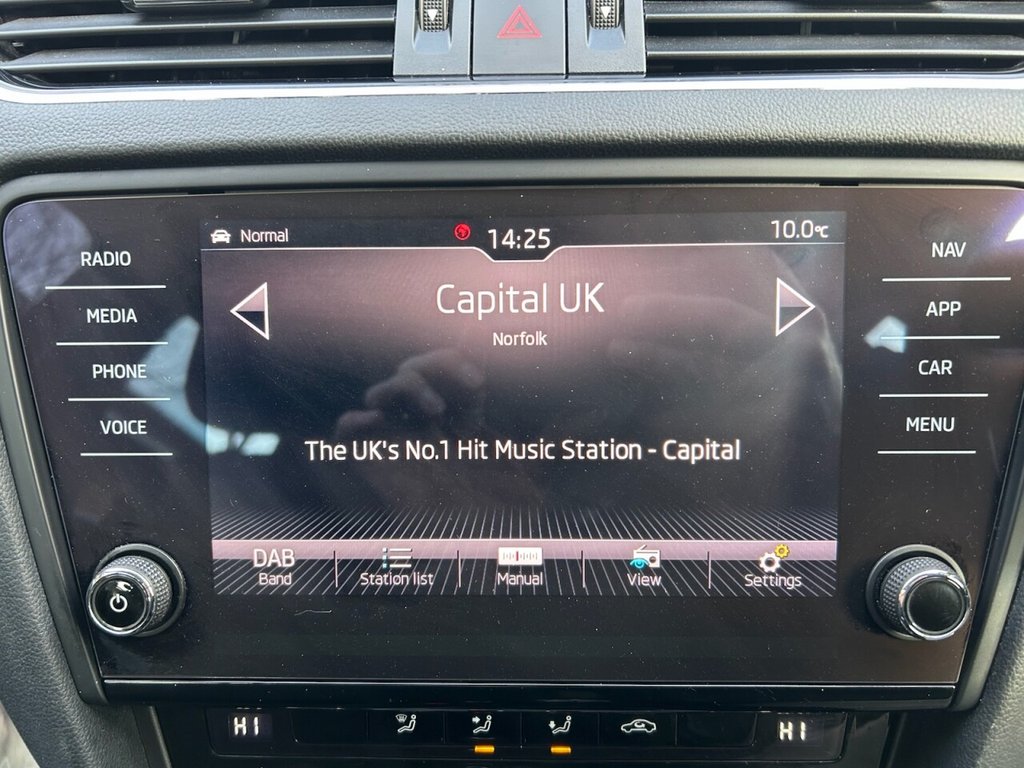 Normal 14:25 10.0°C
RADIO
MEDIA
PHONE
VOICE
Capital UK
Norfolk
The UK's No.1 Hit Music Station - Capital
DAB
Band
Station list
Manual
View
Settings
NAV
APP
CAR
MENU
HI HI